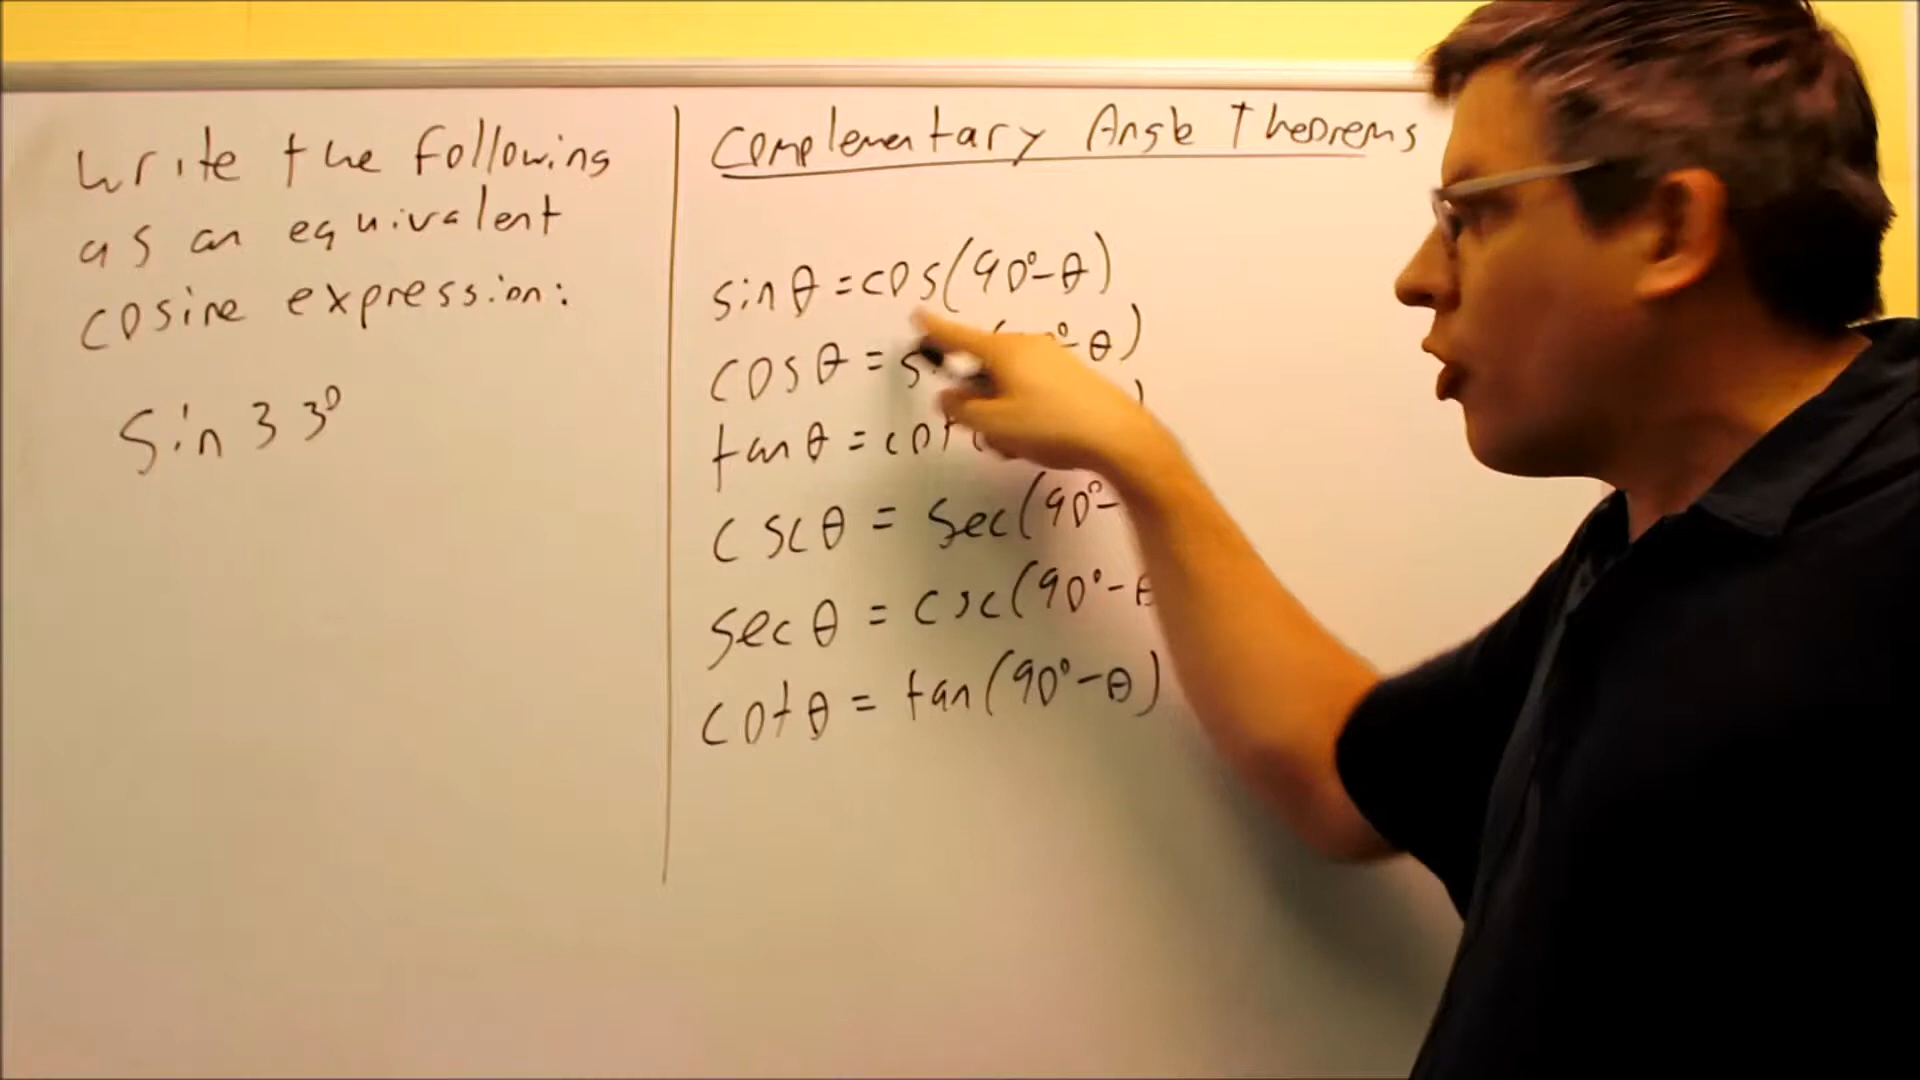 Write the following
as an equivalent
cosine expression:
Sin 33°
Complementary Angle Theorems
sin θ = cos(90°-θ)
cos θ = °-θ)
tan θ = cot(
csc θ = sec(90°-
sec θ = csc(90°-θ
cot θ = tan(90°-θ)